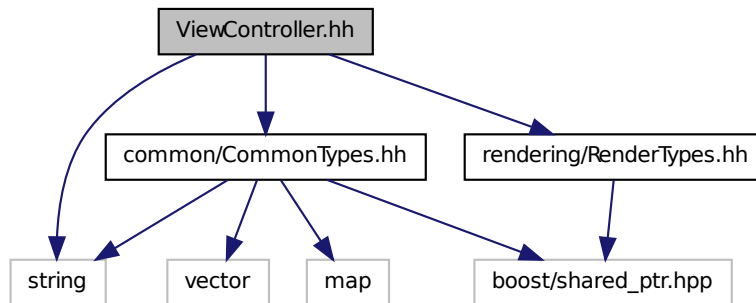 ViewController.hh
common/CommonTypes.hh
rendering/RenderTypes.hh
string
vector
map
boost/shared_ptr.hpp